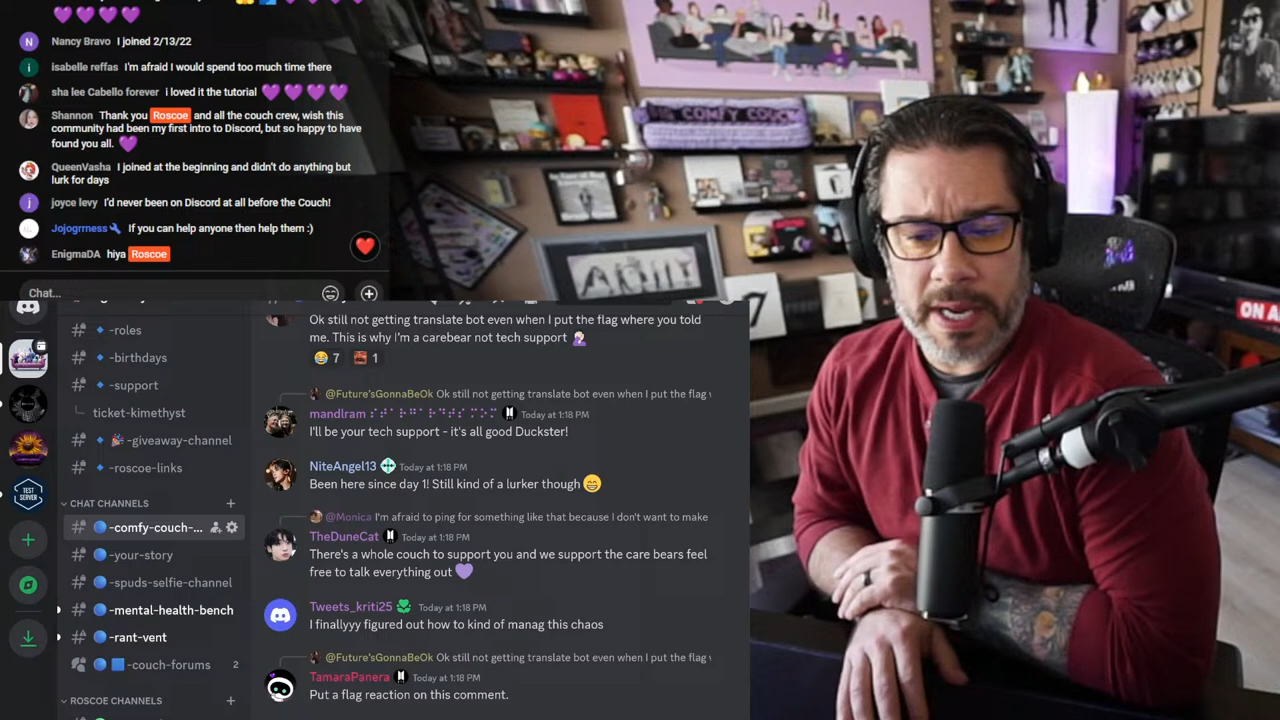 Nancy Bravo I joined 2/13/22
isabelle reffas I'm afraid I would spend too much time there
sha lee Cabello forever i loved it the tutorial 💜 💜 💜 💜
Shannon Thank you Roscoe and all the couch crew, wish this
community had been my first intro to Discord, but so happy to have
found you all. 💜
QueenVasha I joined at the beginning and didn't do anything but
lurk for days
joyce levy I'd never been on Discord at all before the Couch!
Jojogrrness If you can help anyone then help them :)
EnigmaDA hiya Roscoe
Chat...
-roles
-birthdays
-support
ticket-kimethyst
-giveaway-channel
-roscoe-links
CHAT CHANNELS
-comfy-couch-...
-your-story
-spuds-selfie-channel
-mental-health-bench
-rant-vent
-couch-forums 2
ROSCOE CHANNELS
Ok still not getting translate bot even when I put the flag where you told
me. This is why I'm a carebear not tech support
😂 7 1
@Future'sGonnaBeOk Ok still not getting translate bot even when I put the flag
mandlram Today at 1:18 PM
I'll be your tech support - it's all good Duckster!
NiteAngel13 Today at 1:18 PM
Been here since day 1! Still kind of a lurker though 😄
@Monica I'm afraid to ping for something like that because I don't want to make
TheDuneCat Today at 1:18 PM
There's a whole couch to support you and we support the care bears feel
free to talk everything out 💜
Tweets_kriti25 Today at 1:18 PM
I finallyyy figured out how to kind of manag this chaos
@Future'sGonnaBeOk Ok still not getting translate bot even when I put the flag
TamaraPanera Today at 1:18 PM
Put a flag reaction on this comment.
COMFY COUCH
ARMY
ON A
TEST
SERVER